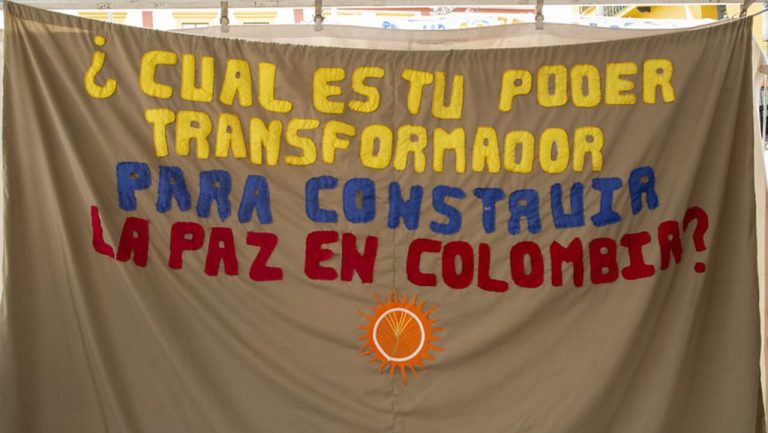 ¿CUAL ES TU PODER
TRANSFORMADOR
PARA CONSTRUIR
LA PAZ EN COLOMBIA?